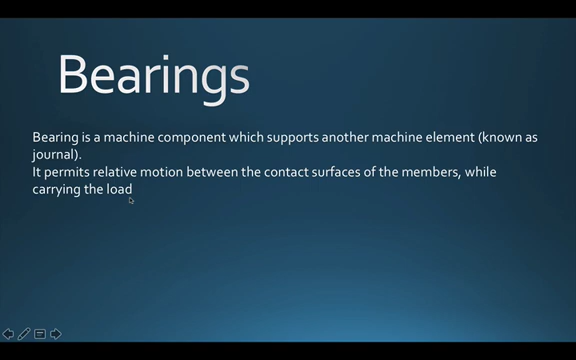 Bearings
Bearing is a machine component which supports another machine element (known as
journal).
It permits relative motion between the contact surfaces of the members, while
carrying the load